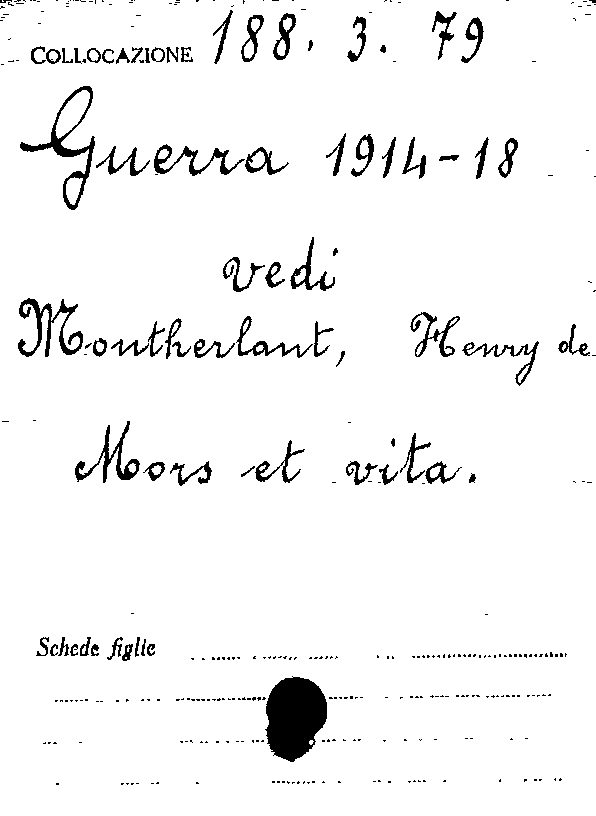 COLLOCAZIONE 188. 3. 79
Guerra 1914-18
vedi
Montherlant, Henry de
Mors et vita.
Schede figlie